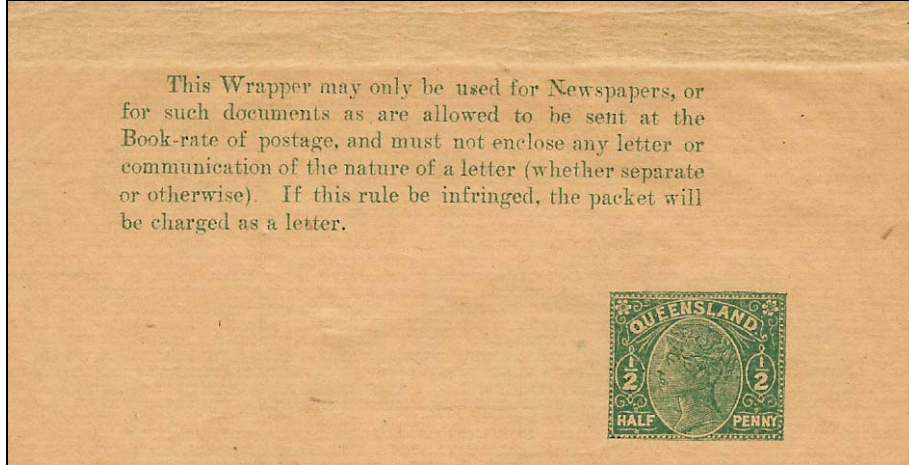 This Wrapper may only be used for Newspapers, or
for such documents as are allowed to be sent at the
Book-rate of postage, and must not enclose any letter or
communication of the nature of a letter (whether separate
or otherwise). If this rule be infringed, the packet will
be charged as a letter.
QUEENSLAND
1/2 1/2
HALF PENNY